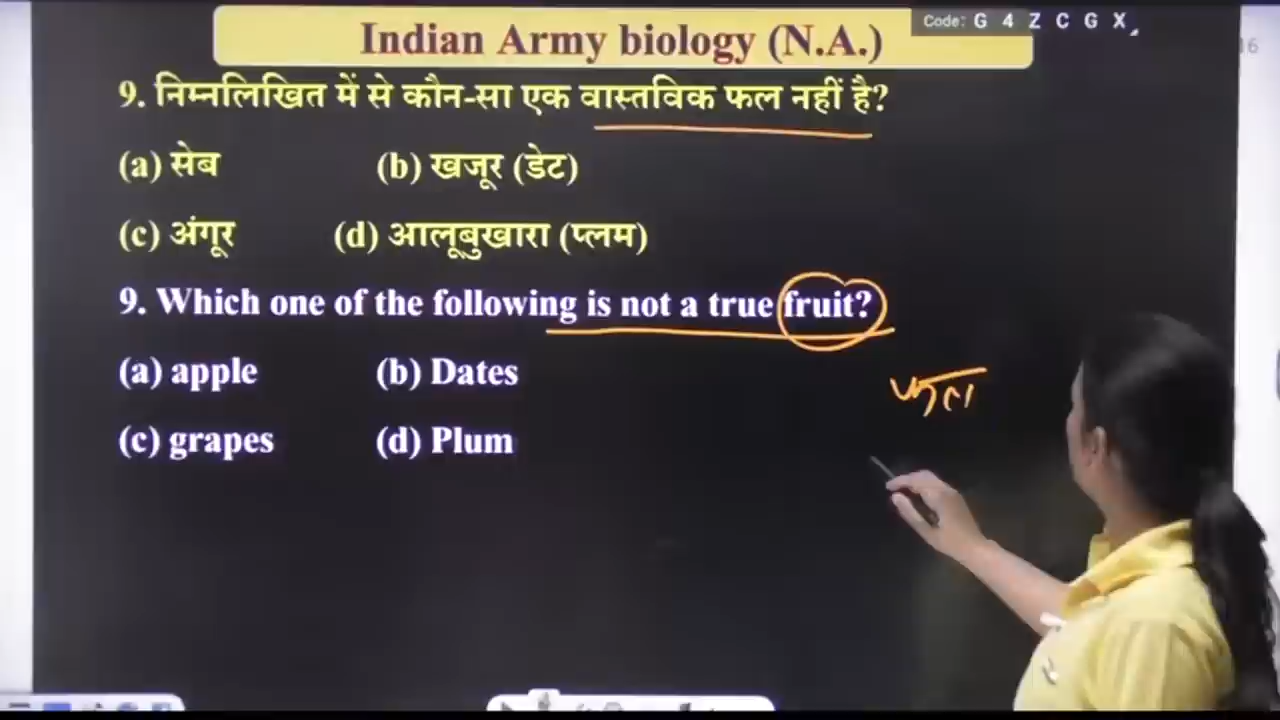 Indian Army biology (N.A.)
Code: G 4 Z C G X
16
9. निम्नलिखित में से कौन-सा एक वास्तविक फल नहीं है?
(a) सेब (b) खजूर (डेट)
(c) अंगूर (d) आलूबुखारा (प्लम)
9. Which one of the following is not a true fruit?
(a) apple (b) Dates
फल
(c) grapes (d) Plum